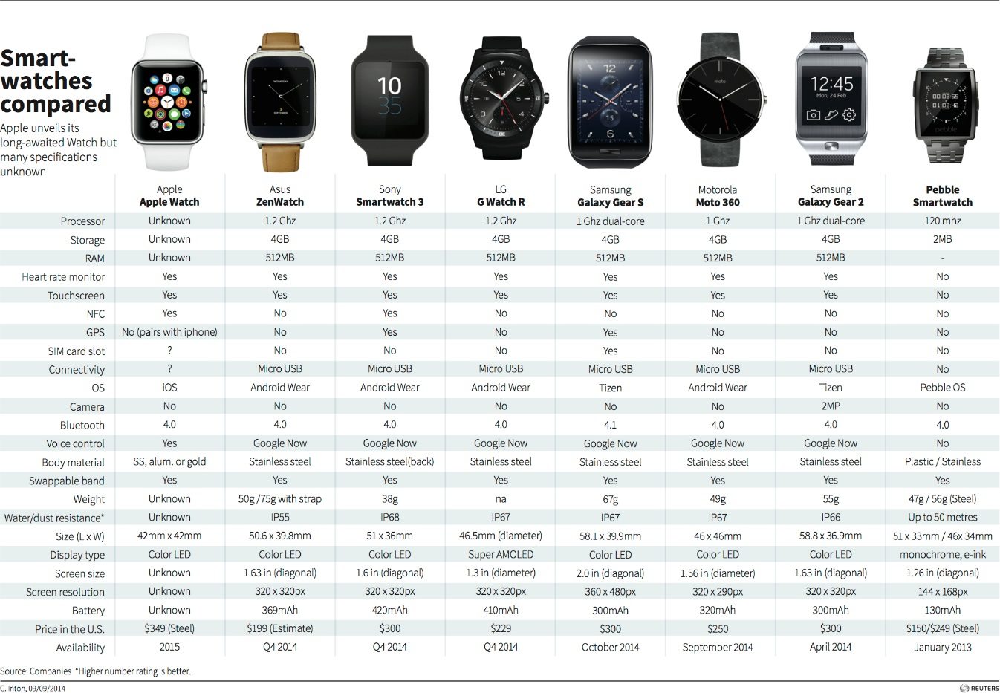 Smart-
watches
compared
Apple unveils its
long-awaited Watch but
many specifications
unknown
9
WEDNESDAY
3
SEPTEMBER
10
35
12
12
6
15
moto
12:45
Mon, 24 Feb
00:02:55
01:02:42
pebble
Apple Asus Sony LG Samsung Motorola Samsung Pebble
Apple Watch ZenWatch Smartwatch 3 G Watch R Galaxy Gear S Moto 360 Galaxy Gear 2 Smartwatch
Processor Unknown 1.2 Ghz 1.2 Ghz 1.2 Ghz 1 Ghz dual-core 1 Ghz 1 Ghz dual-core 120 mhz
Storage Unknown 4GB 4GB 4GB 4GB 4GB 4GB 2MB
RAM Unknown 512MB 512MB 512MB 512MB 512MB 512MB -
Heart rate monitor Yes Yes Yes Yes Yes Yes Yes No
Touchscreen Yes Yes Yes Yes Yes Yes Yes No
NFC Yes No Yes No No No No No
GPS No (pairs with iphone) No Yes No Yes No No No
SIM card slot ? No No No Yes No No No
Connectivity ? Micro USB Micro USB Micro USB Micro USB Micro USB Micro USB No
OS iOS Android Wear Android Wear Android Wear Tizen Android Wear Tizen Pebble OS
Camera No No No No No No 2MP No
Bluetooth 4.0 4.0 4.0 4.0 4.1 4.0 4.0 4.0
Voice control Yes Google Now Google Now Google Now Google Now Google Now Google Now No
Body material SS, alum. or gold Stainless steel Stainless steel(back) Stainless steel Stainless steel Stainless steel Stainless steel Plastic / Stainless
Swappable band Yes Yes Yes Yes Yes Yes Yes Yes
Weight Unknown 50g /75g with strap 38g na 67g 49g 55g 47g / 56g (Steel)
Water/dust resistance* Unknown IP55 IP68 IP67 IP67 IP67 IP66 Up to 50 metres
Size (L x W) 42mm x 42mm 50.6 x 39.8mm 51 x 36mm 46.5mm (diameter) 58.1 x 39.9mm 46 x 46mm 58.8 x 36.9mm 51 x 33mm / 46x 34mm
Display type Color LED Color LED Color LED Super AMOLED Color LED Color LED Color LED monochrome, e-ink
Screen size Unknown 1.63 in (diagonal) 1.6 in (diagonal) 1.3 in (diameter) 2.0 in (diagonal) 1.56 in (diameter) 1.63 in (diagonal) 1.26 in (diagonal)
Screen resolution Unknown 320 x 320px 320 x 320px 320 x 320px 360 x 480px 320 x 290px 320 x 320px 144 x 168px
Battery Unknown 369mAh 420mAh 410mAh 300mAh 320mAh 300mAh 130mAh
Price in the U.S. $349 (Steel) $199 (Estimate) $300 $229 $300 $250 $300 $150/$249 (Steel)
Availability 2015 Q4 2014 Q4 2014 Q4 2014 October 2014 September 2014 April 2014 January 2013
Source: Companies *Higher number rating is better.
C. Inton, 09/09/2014
REUTERS